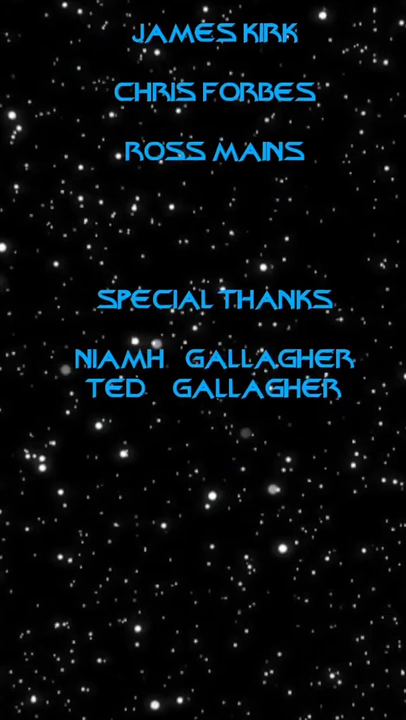 JAMES KIRK
CHRIS FORBES
ROSS MAINS
SPECIAL THANKS
NIAMH GALLAGHER
TED GALLAGHER